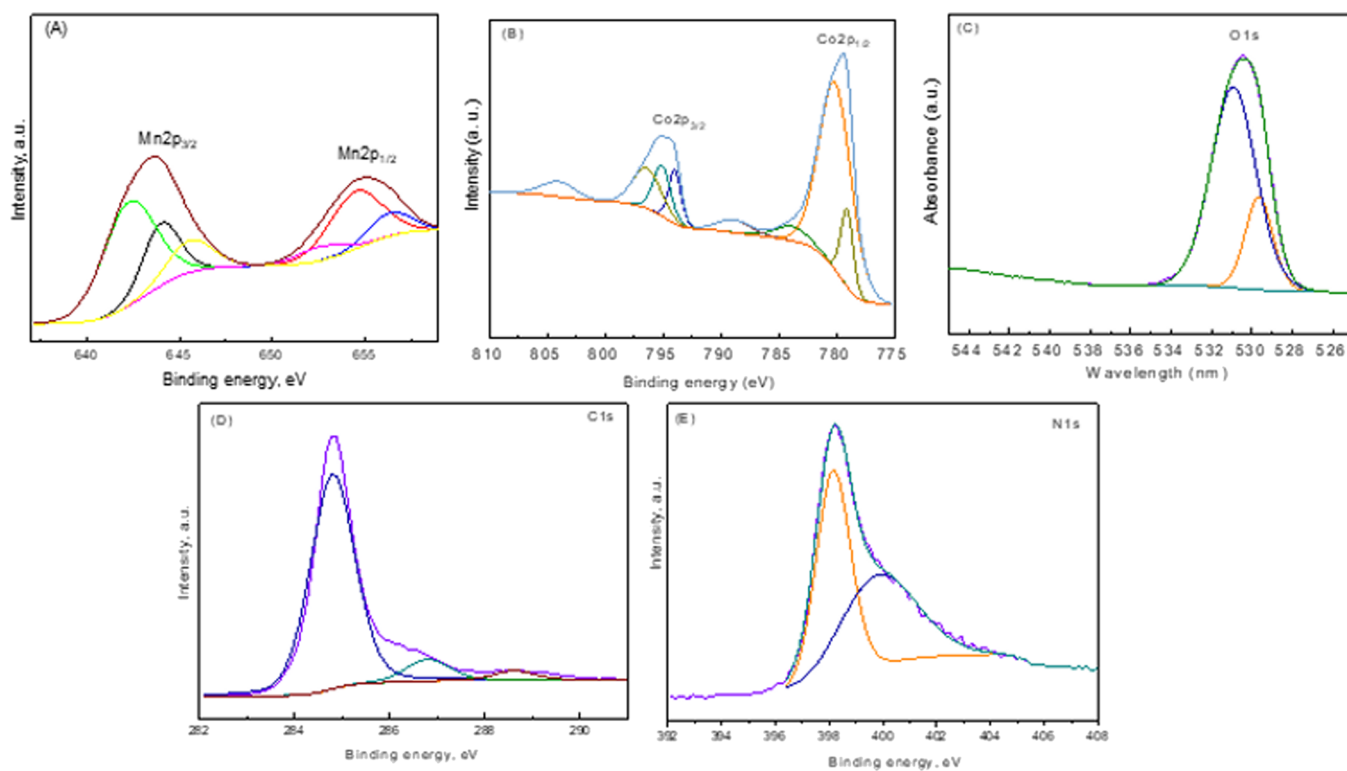 (A)
Mn2p3/2
Mn2p1/2
Intensity, a.u.
640 645 650 655
Binding energy, eV
(B)
Co2p1/2
Co2p3/2
Intensity (a. u.)
810 805 800 795 790 785 780 775
Binding energy (eV)
(C)
O1s
Absorbance (a.u.)
544 542 540 538 536 534 532 530 528 526
Wavelength (nm)
(D)
C1s
Intensity, a.u.
282 284 286 288 290
Binding energy, eV
(E)
N1s
Intensity, a.u.
392 394 396 398 400 402 404 406 408
Binding energy, eV